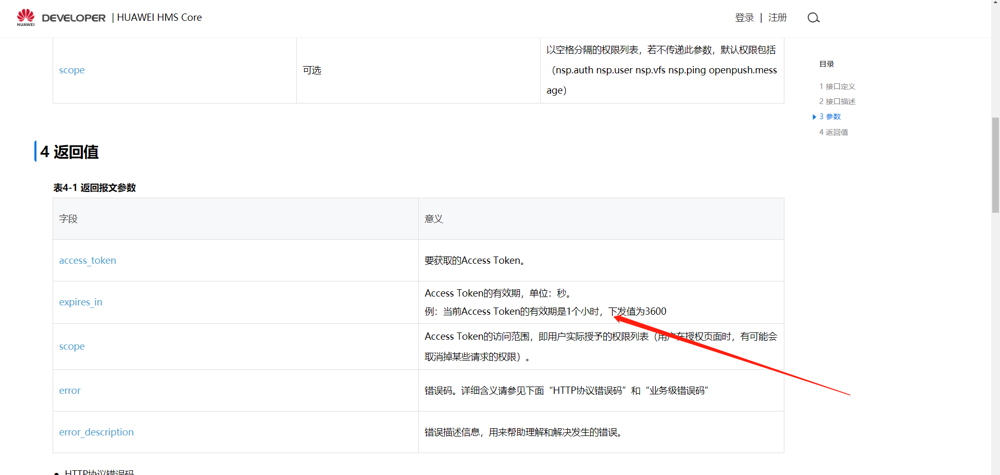 HUAWEI
DEVELOPER | HUAWEI HMS Core
登录 | 注册
scope
可选
以空格分隔的权限列表，若不传递此参数，默认权限包括
（nsp.auth nsp.user nsp.vfs nsp.ping openpush.mess
age）
目录
1 接口定义
2 接口描述
3 参数
4 返回值
4 返回值
表4-1 返回报文参数
字段
意义
access_token
要获取的Access Token。
expires_in
Access Token的有效期，单位：秒。
例：当前Access Token的有效期是1个小时，下发值为3600
scope
Access Token的访问范围，即用户实际授予的权限列表（用户在授权页面时，有可能会
取消掉某些请求的权限）。
error
错误码。详细含义请参见下面“HTTP协议错误码”和“业务级错误码”
error_description
错误描述信息，用来帮助理解和解决发生的错误。
● HTTP协议错误码